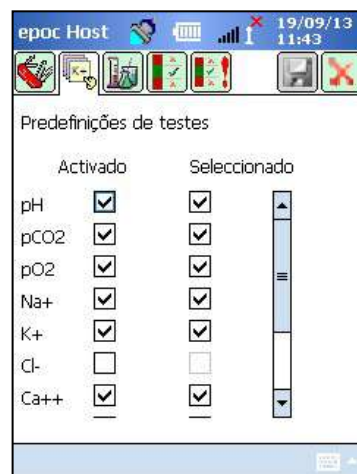 epoc Host 19/09/13
11:43
K+
Predefinições de testes
Activado Seleccionado
pH
pCO2
pO2
Na+
K+
Cl-
Ca++